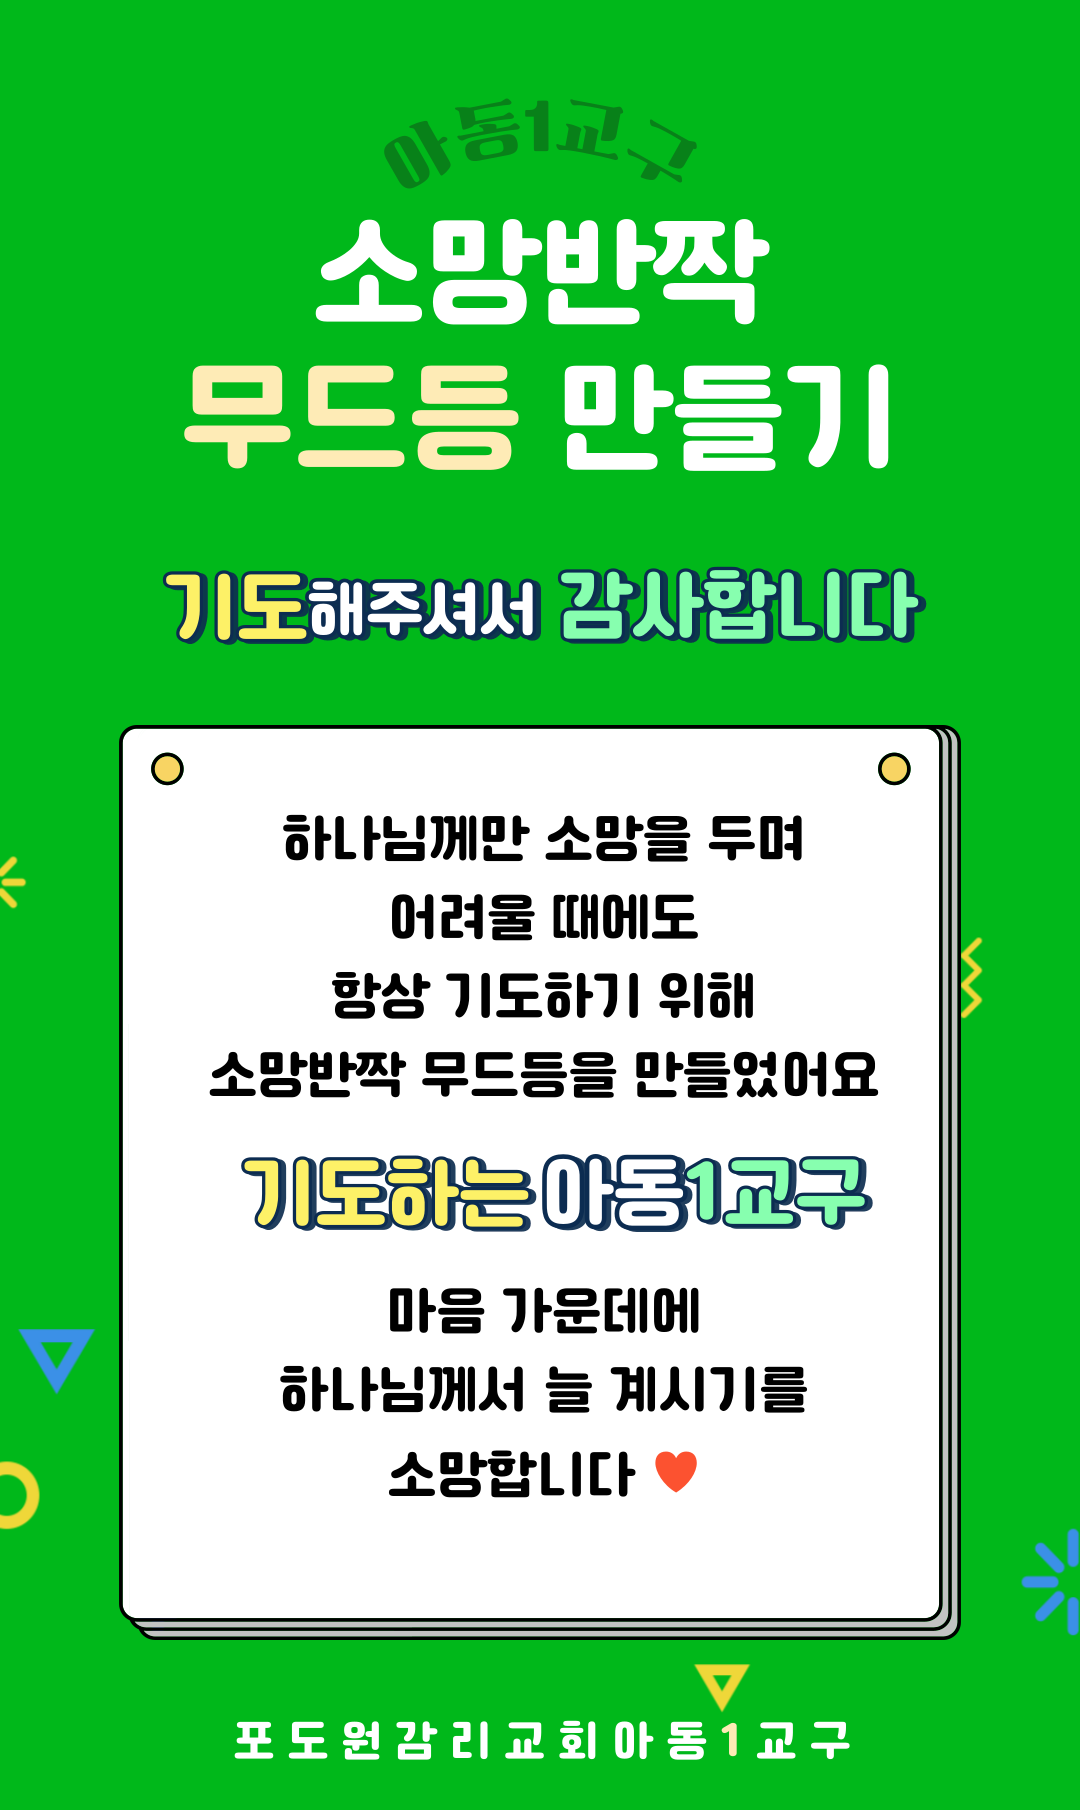 아동1교구
소망반짝
무드등 만들기
기도해주셔서 감사합니다
하나님께만 소망을 두며
어려울 때에도
항상 기도하기 위해
소망반짝 무드등을 만들었어요
기도하는 아동1교구
마음 가운데에
하나님께서 늘 계시기를
소망합니다
포도원감리교회아동1교구